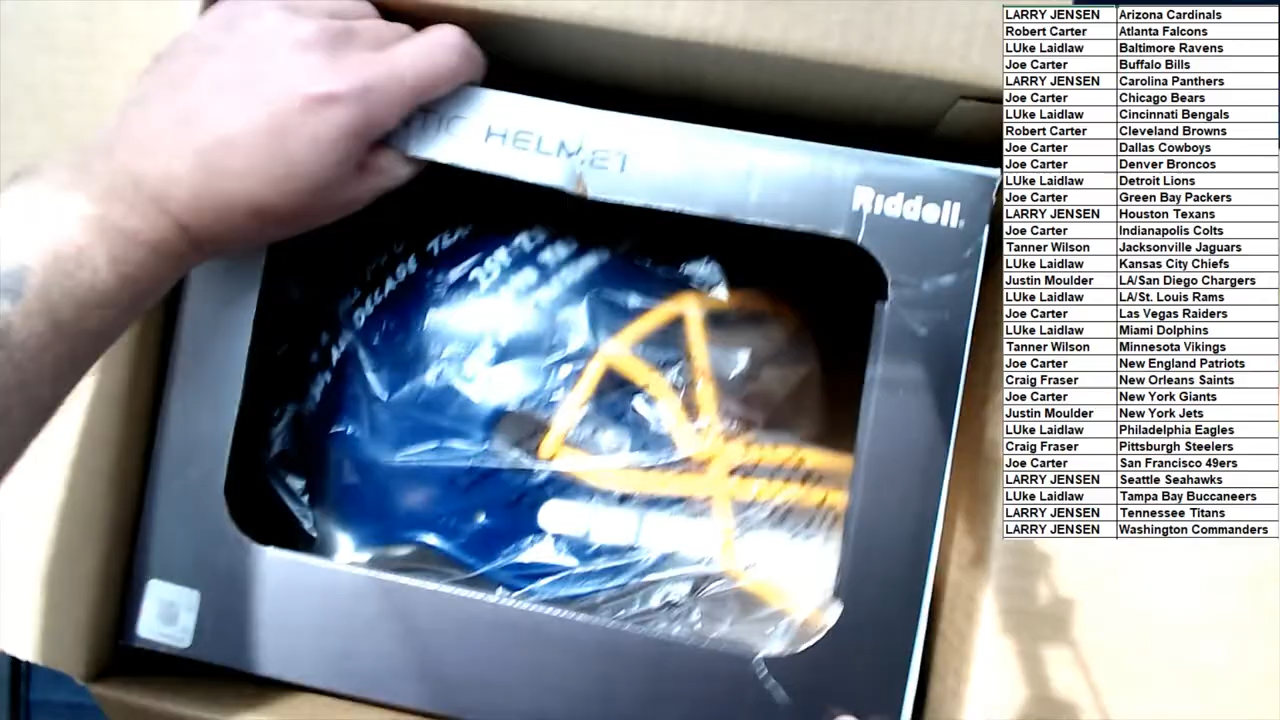 HELMET
Riddell.
DECADE TEA
LARRY JENSEN Arizona Cardinals
Robert Carter Atlanta Falcons
LUke Laidlaw Baltimore Ravens
Joe Carter Buffalo Bills
LARRY JENSEN Carolina Panthers
Joe Carter Chicago Bears
LUke Laidlaw Cincinnati Bengals
Robert Carter Cleveland Browns
Joe Carter Dallas Cowboys
Joe Carter Denver Broncos
LUke Laidlaw Detroit Lions
Joe Carter Green Bay Packers
LARRY JENSEN Houston Texans
Joe Carter Indianapolis Colts
Tanner Wilson Jacksonville Jaguars
LUke Laidlaw Kansas City Chiefs
Justin Moulder LA/San Diego Chargers
LUke Laidlaw LA/St. Louis Rams
Joe Carter Las Vegas Raiders
LUke Laidlaw Miami Dolphins
Tanner Wilson Minnesota Vikings
Joe Carter New England Patriots
Craig Fraser New Orleans Saints
Joe Carter New York Giants
Justin Moulder New York Jets
LUke Laidlaw Philadelphia Eagles
Craig Fraser Pittsburgh Steelers
Joe Carter San Francisco 49ers
LARRY JENSEN Seattle Seahawks
LUke Laidlaw Tampa Bay Buccaneers
LARRY JENSEN Tennessee Titans
LARRY JENSEN Washington Commanders